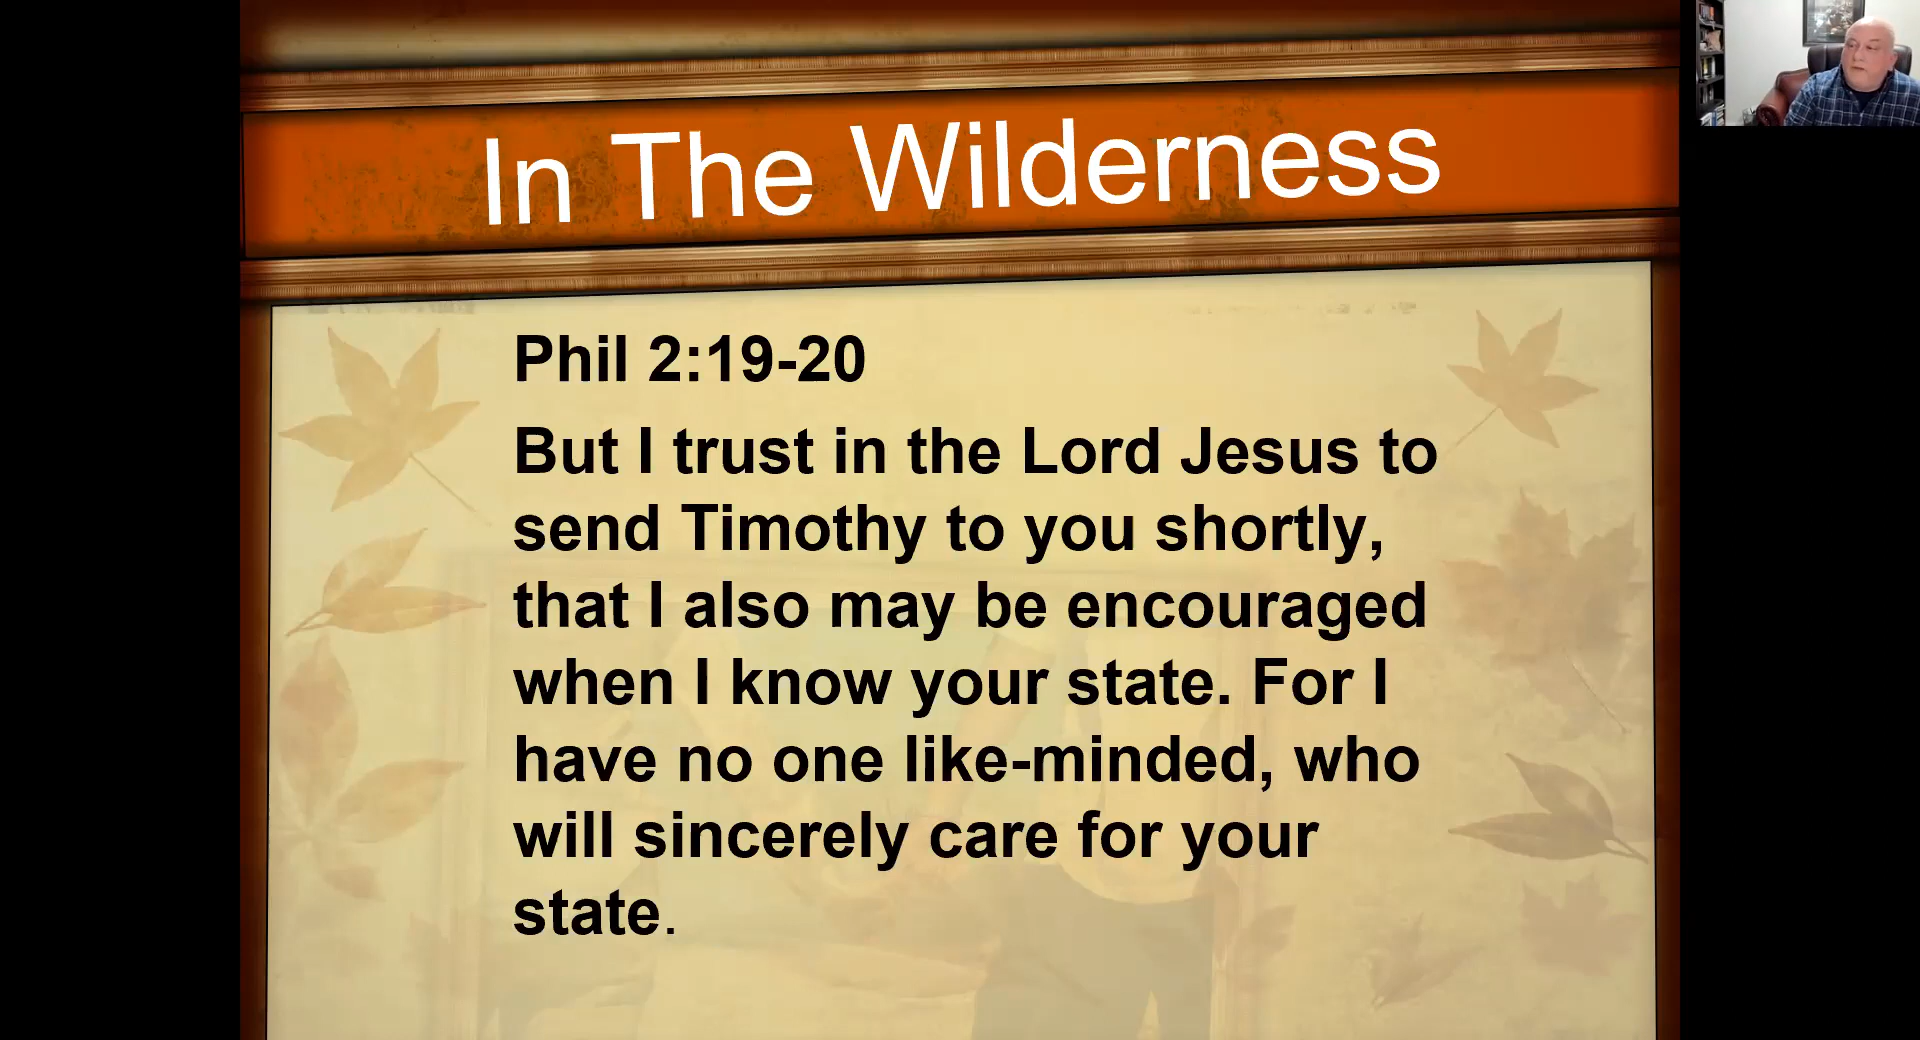 In The Wilderness
Phil 2:19-20
But I trust in the Lord Jesus to
send Timothy to you shortly,
that I also may be encouraged
when I know your state. For I
have no one like-minded, who
will sincerely care for your
state.